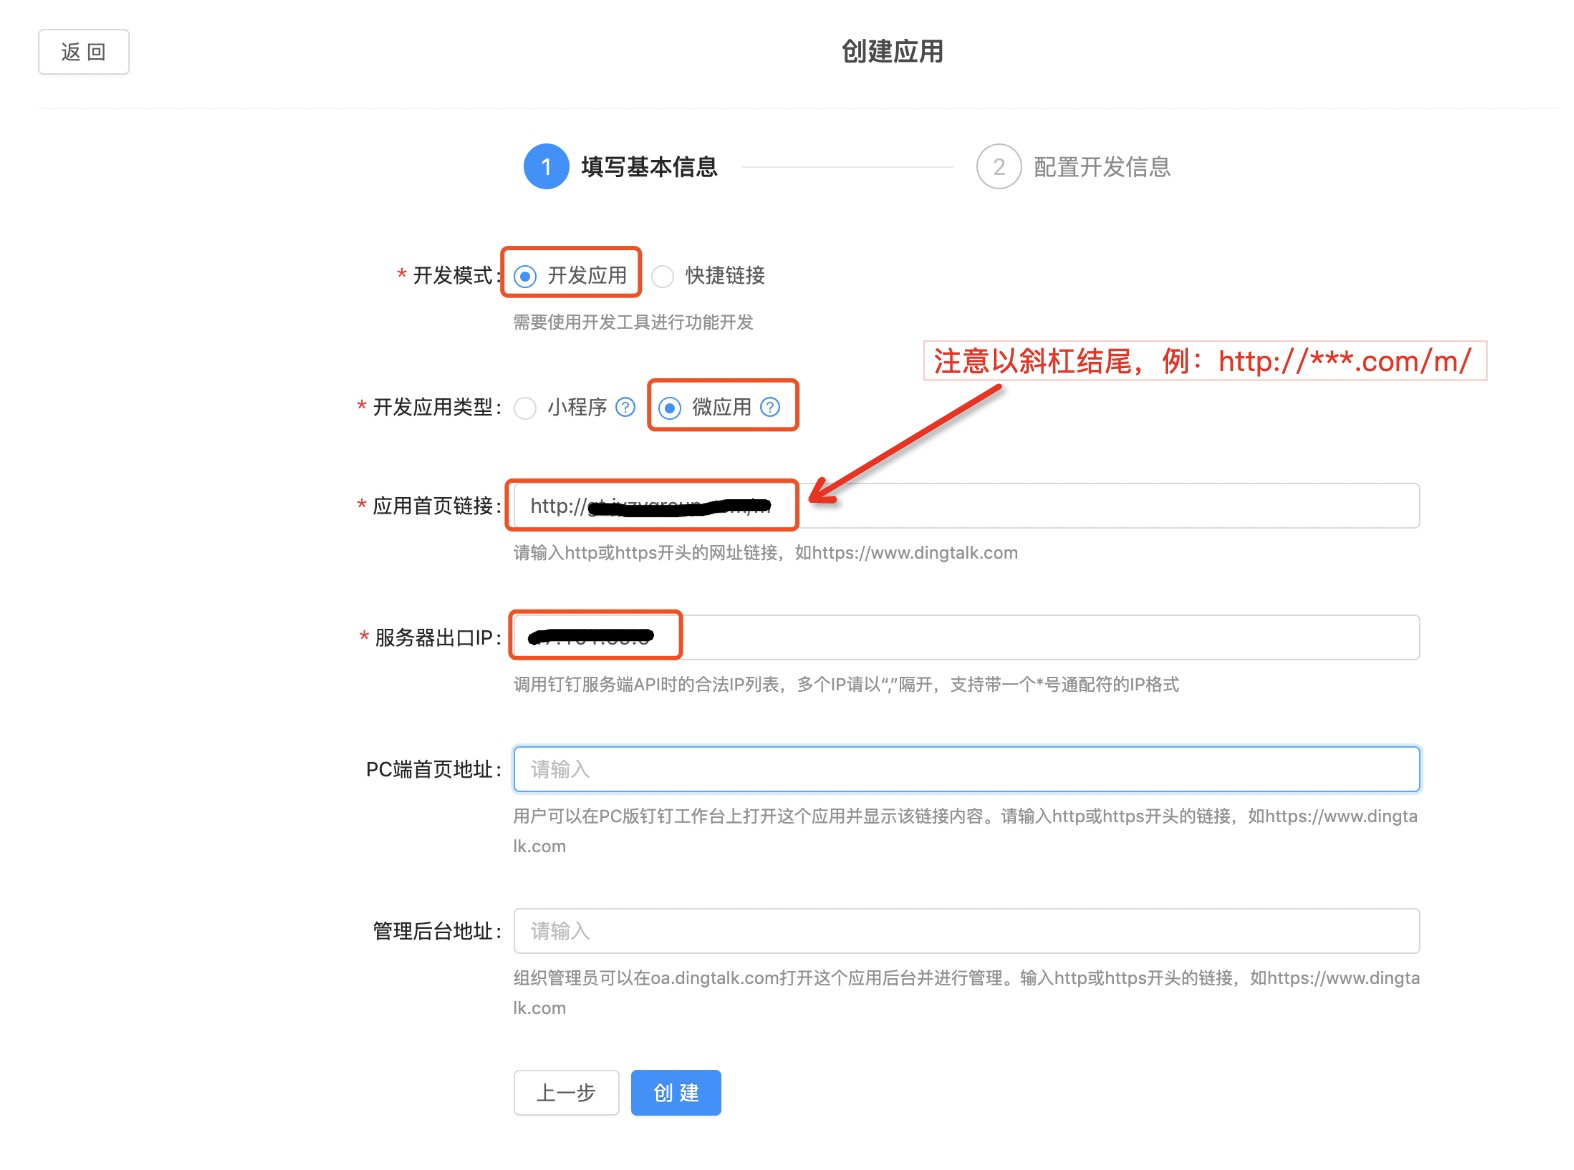 返 回
创建应用
1 填写基本信息
2 配置开发信息
* 开发模式: 开发应用 快捷链接
需要使用开发工具进行功能开发
注意以斜杠结尾，例：http://***.com/m/
* 开发应用类型: 小程序 ? 微应用 ?
* 应用首页链接: http://
请输入http或https开头的网址链接，如https://www.dingtalk.com
* 服务器出口IP:
调用钉钉服务端API时的合法IP列表，多个IP请以“,”隔开，支持带一个*号通配符的IP格式
PC端首页地址: 请输入
用户可以在PC版钉钉工作台上打开这个应用并显示该链接内容。请输入http或https开头的链接，如https://www.dingta
lk.com
管理后台地址: 请输入
组织管理员可以在oa.dingtalk.com打开这个应用后台并进行管理。输入http或https开头的链接，如https://www.dingta
lk.com
上一步 创 建